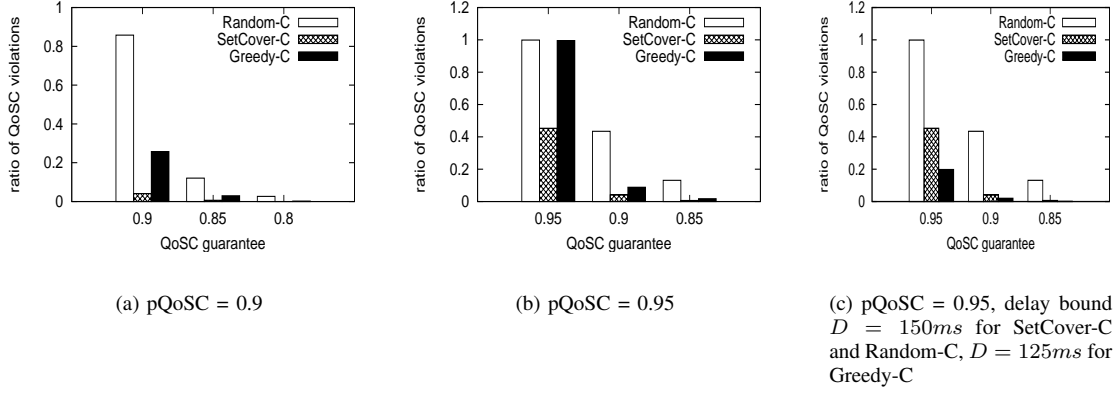 ratio of QoSC violations
1
0.8
0.6
0.4
0.2
0
Random-C
SetCover-C
Greedy-C
0.9 0.85 0.8
QoSC guarantee
(a) pQoSC = 0.9
ratio of QoSC violations
1.2
1
0.8
0.6
0.4
0.2
0
Random-C
SetCover-C
Greedy-C
0.95 0.9 0.85
QoSC guarantee
(b) pQoSC = 0.95
ratio of QoSC violations
1.2
1
0.8
0.6
0.4
0.2
0
Random-C
SetCover-C
Greedy-C
0.95 0.9 0.85
QoSC guarantee
(c) pQoSC = 0.95, delay bound
D = 150ms for SetCover-C
and Random-C, D = 125ms for
Greedy-C